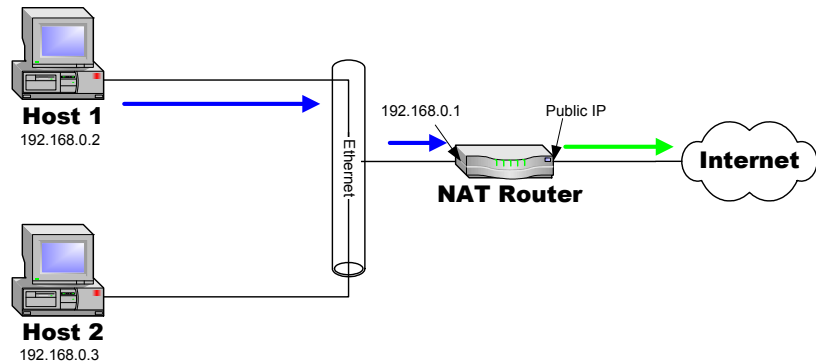 Host 1
192.168.0.2
Ethernet
192.168.0.1
Public IP
NAT Router
Internet
Host 2
192.168.0.3